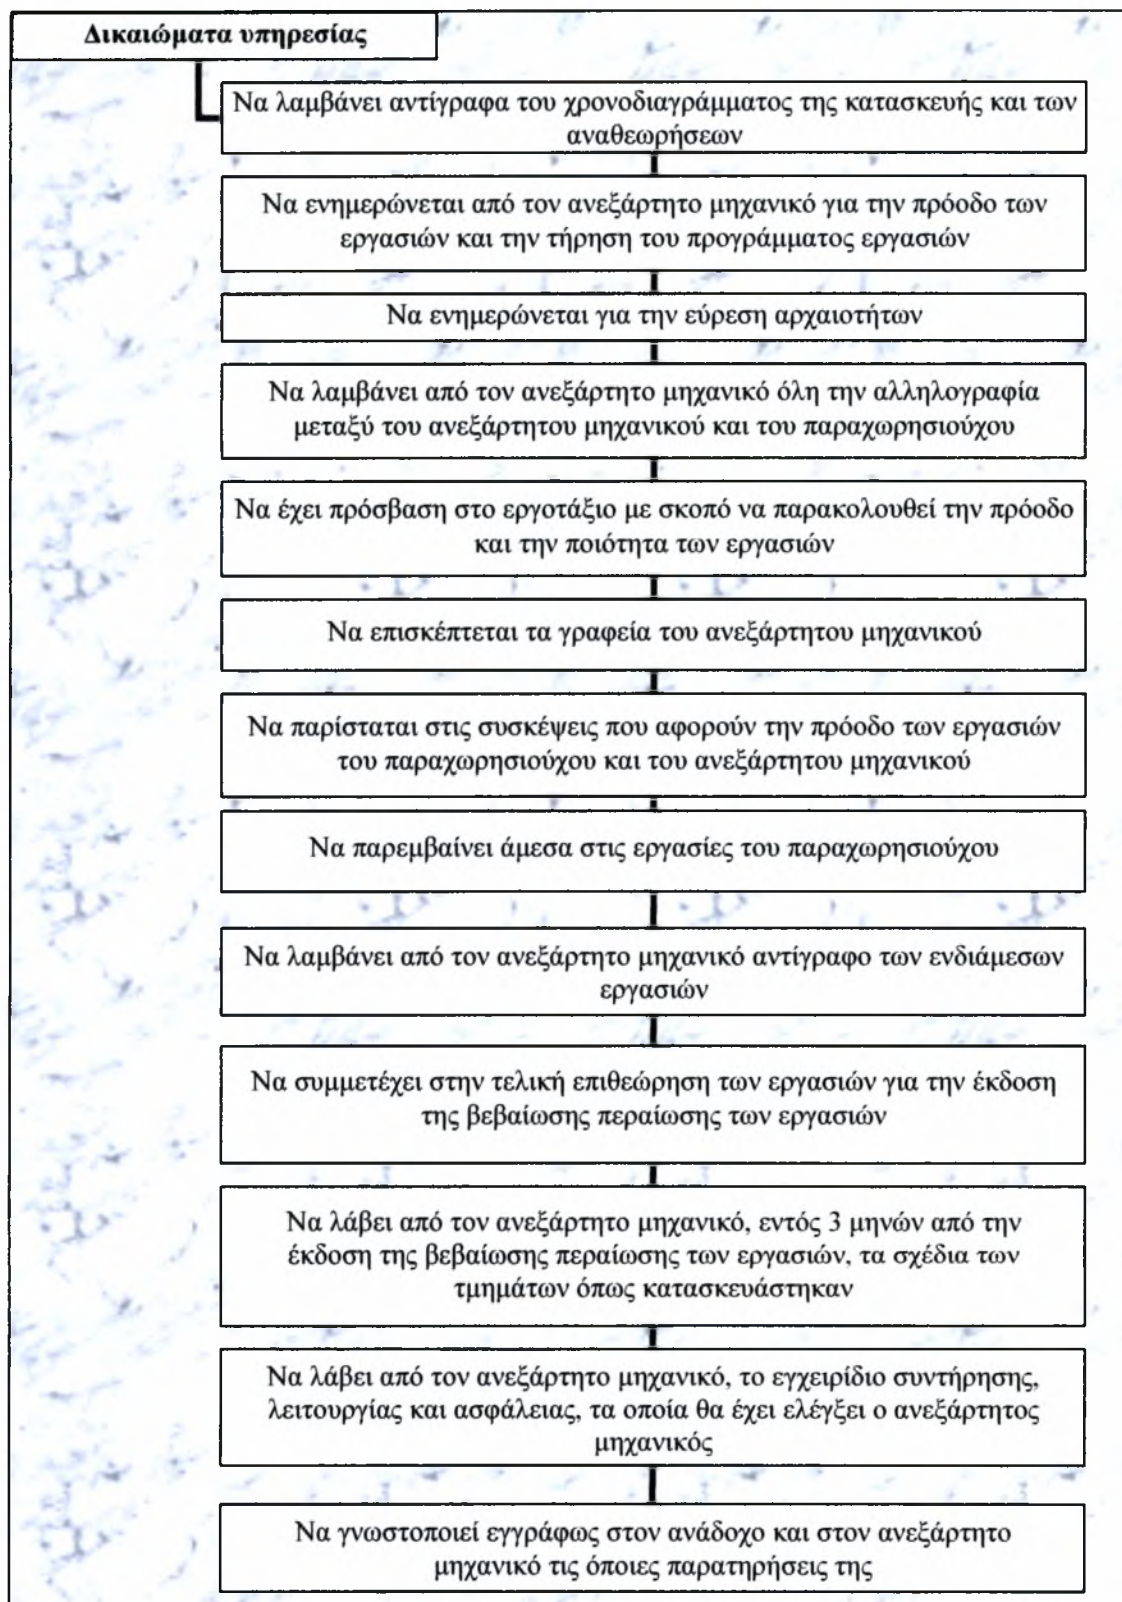 Δικαιώματα υπηρεσίας
Να λαμβάνει αντίγραφα του χρονοδιαγράμματος της κατασκευής και των
αναθεωρήσεων
Να ενημερώνεται από τον ανεξάρτητο μηχανικό για την πρόοδο των
εργασιών και την τήρηση του προγράμματος εργασιών
Να ενημερώνεται για την εύρεση αρχαιοτήτων
Να λαμβάνει από τον ανεξάρτητο μηχανικό όλη την αλληλογραφία
μεταξύ του ανεξάρτητου μηχανικού και του παραχωρησιούχου
Να έχει πρόσβαση στο εργοτάξιο με σκοπό να παρακολουθεί την πρόοδο
και την ποιότητα των εργασιών
Να επισκέπτεται τα γραφεία του ανεξάρτητου μηχανικού
Να παρίσταται στις συσκέψεις που αφορούν την πρόοδο των εργασιών
του παραχωρησιούχου και του ανεξάρτητου μηχανικού
Να παρεμβαίνει άμεσα στις εργασίες του παραχωρησιούχου
Να λαμβάνει από τον ανεξάρτητο μηχανικό αντίγραφο των ενδιάμεσων
εργασιών
Να συμμετέχει στην τελική επιθεώρηση των εργασιών για την έκδοση
της βεβαίωσης περαίωσης των εργασιών
Να λάβει από τον ανεξάρτητο μηχανικό, εντός 3 μηνών από την
έκδοση της βεβαίωσης περαίωσης των εργασιών, τα σχέδια των
τμημάτων όπως κατασκευάστηκαν
Να λάβει από τον ανεξάρτητο μηχανικό, το εγχειρίδιο συντήρησης,
λειτουργίας και ασφάλειας, τα οποία θα έχει ελέγξει ο ανεξάρτητος
μηχανικός
Να γνωστοποιεί εγγράφως στον ανάδοχο και στον ανεξάρτητο
μηχανικό τις όποιες παρατηρήσεις της